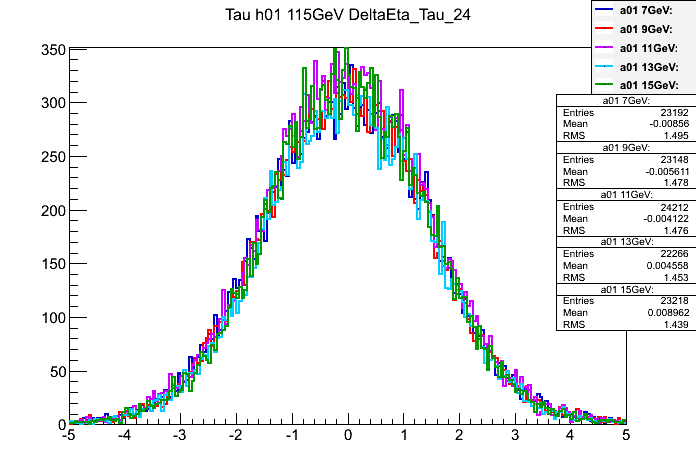 Tau h01 115GeV DeltaEta_Tau_24
a01 7GeV:
a01 9GeV:
a01 11GeV:
a01 13GeV:
a01 15GeV:
a01 7GeV:
Entries 23192
Mean -0.00856
RMS 1.495
a01 9GeV:
Entries 23148
Mean -0.005611
RMS 1.478
a01 11GeV:
Entries 24212
Mean -0.004122
RMS 1.476
a01 13GeV:
Entries 22266
Mean 0.004558
RMS 1.453
a01 15GeV:
Entries 23218
Mean 0.008962
RMS 1.439
350
300
250
200
150
100
50
0
-5 -4 -3 -2 -1 0 1 2 3 4 5